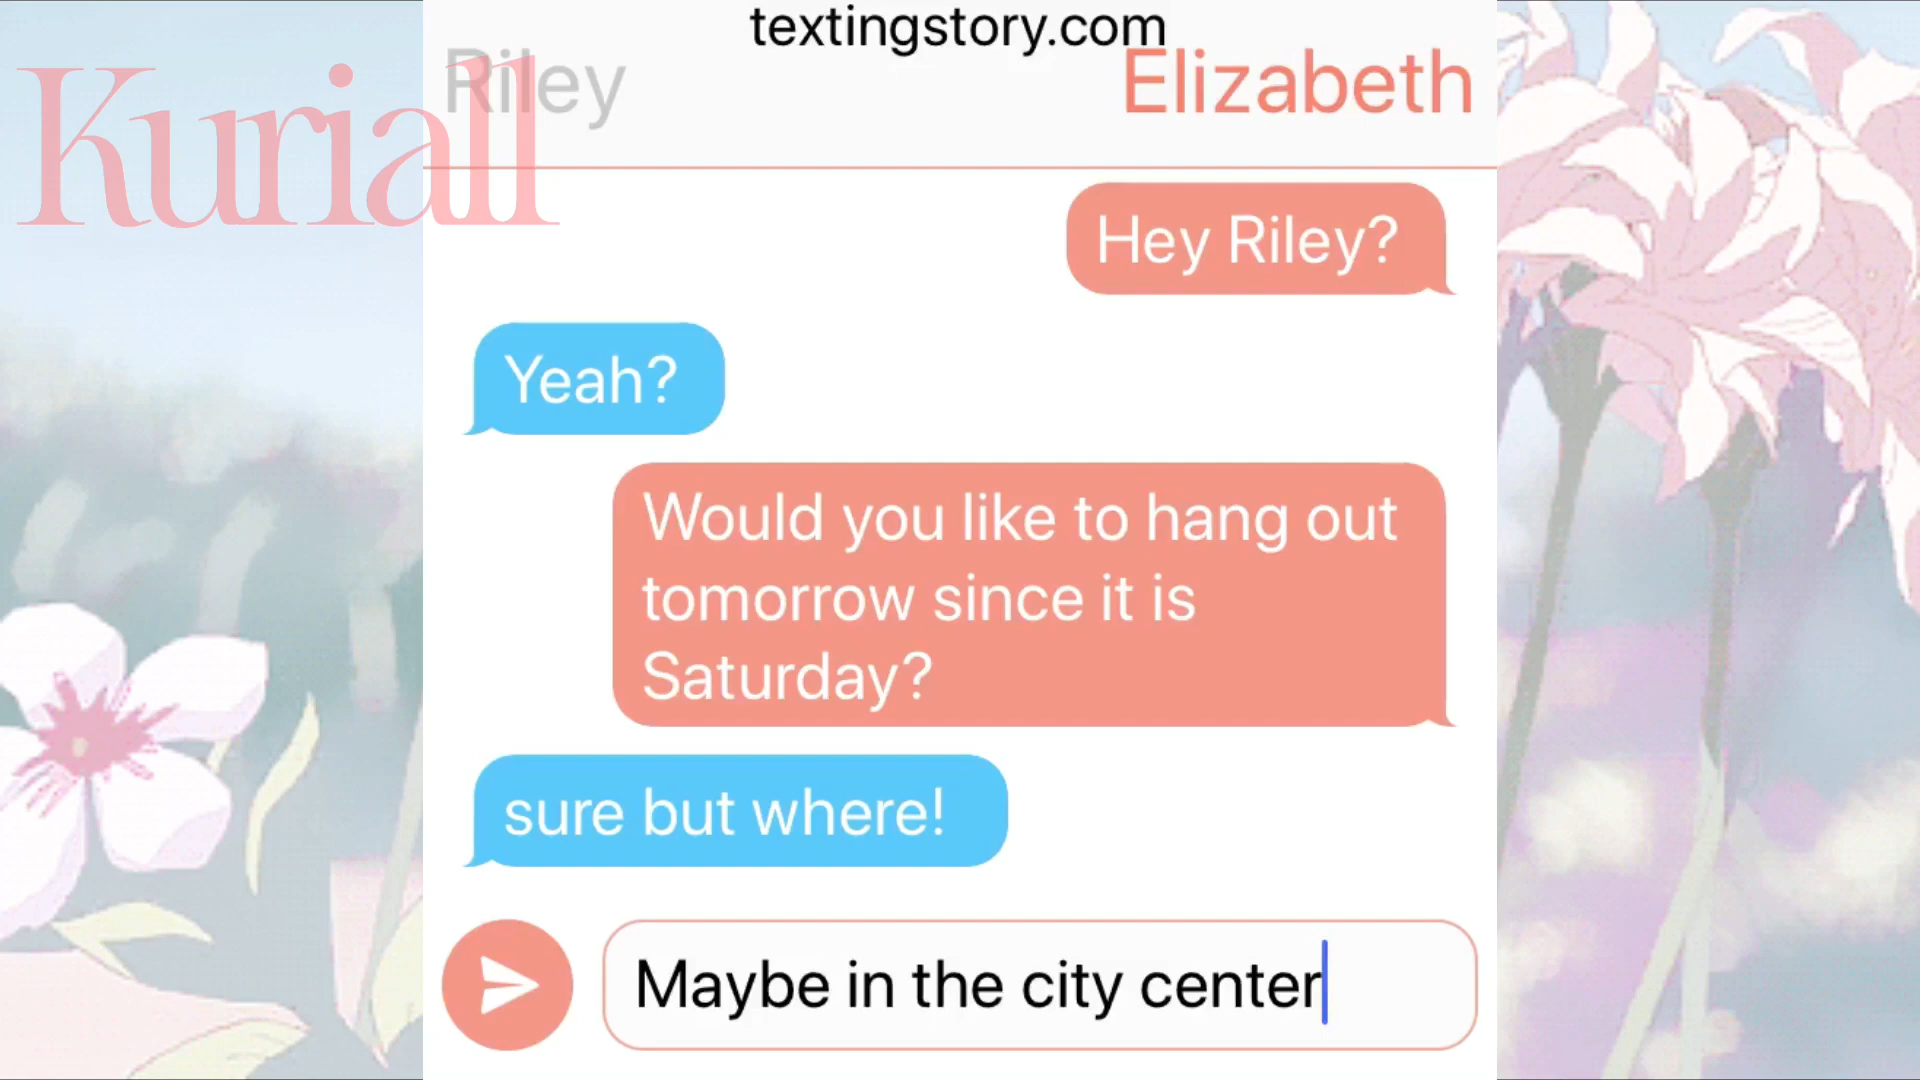 textingstory.com
Riley
Elizabeth
Kuriall
Hey Riley?
Yeah?
Would you like to hang out
tomorrow since it is
Saturday?
sure but where!
Maybe in the city center